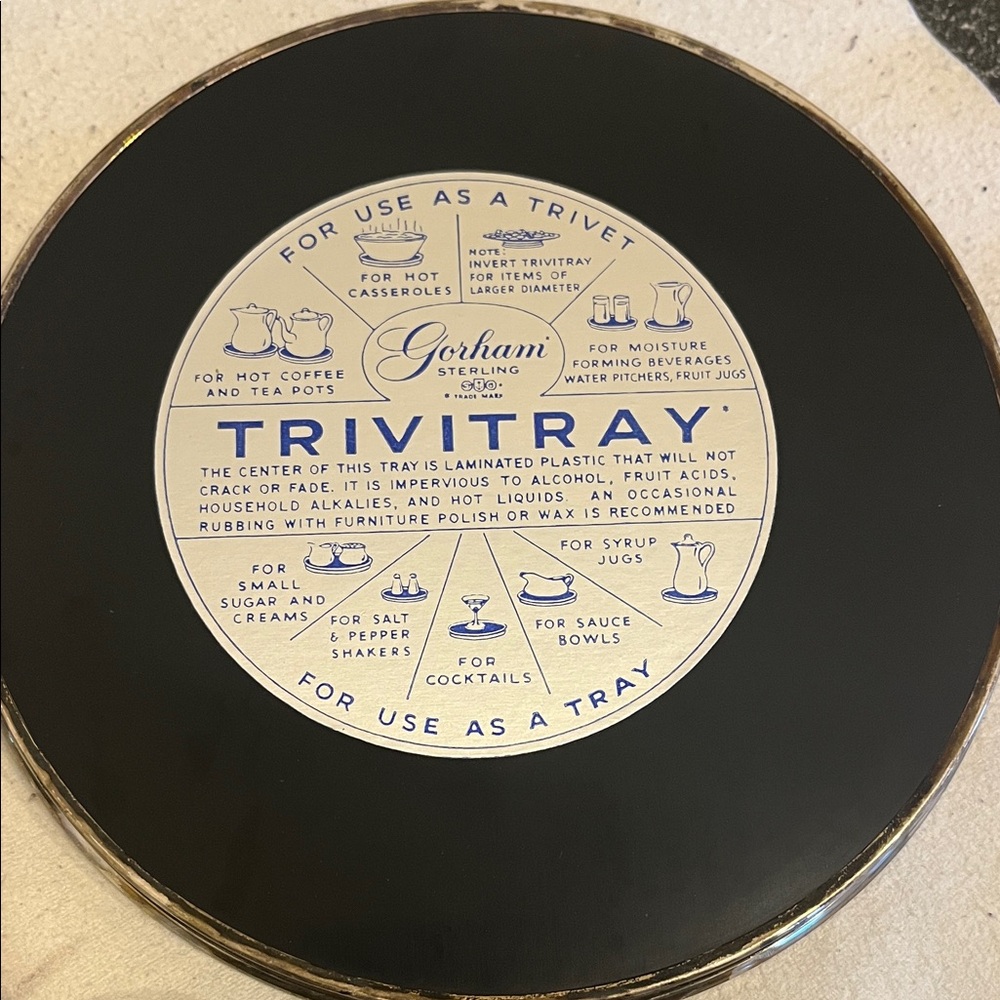 FOR USE AS A TRIVET
FOR HOT
CASSEROLES
NOTE:
INVERT TRIVITRAY
FOR ITEMS OF
LARGER DIAMETER
FOR HOT COFFEE
AND TEA POTS
Gorham
STERLING
® TRADE MARK
FOR MOISTURE
FORMING BEVERAGES
WATER PITCHERS, FRUIT JUGS
TRIVITRAY
THE CENTER OF THIS TRAY IS LAMINATED PLASTIC THAT WILL NOT
CRACK OR FADE. IT IS IMPERVIOUS TO ALCOHOL, FRUIT ACIDS,
HOUSEHOLD ALKALIES, AND HOT LIQUIDS. AN OCCASIONAL
RUBBING WITH FURNITURE POLISH OR WAX IS RECOMMENDED
FOR
SMALL
SUGAR AND
CREAMS
FOR SALT
& PEPPER
SHAKERS
FOR
COCKTAILS
FOR SAUCE
BOWLS
FOR SYRUP
JUGS
FOR USE AS A TRAY